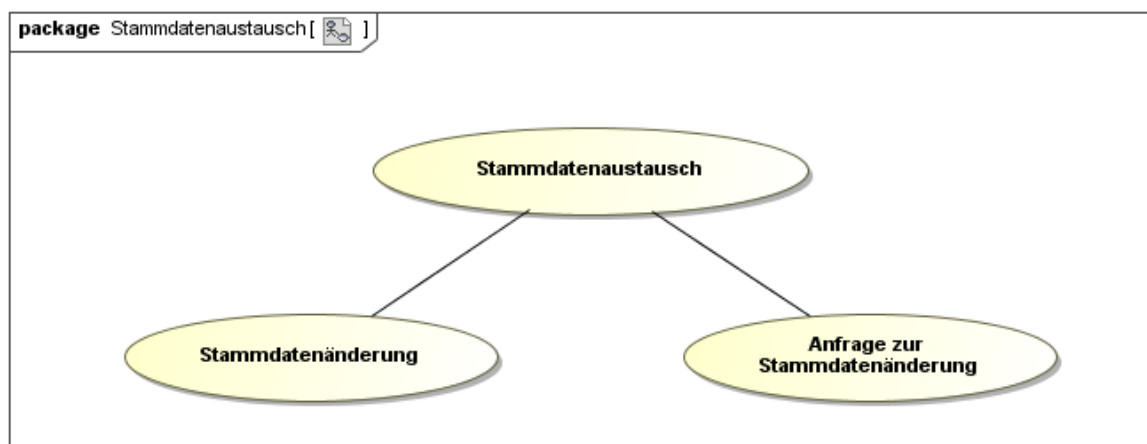 package Stammdatenaustausch[ ]
Stammdatenaustausch
Stammdatenänderung
Anfrage zur
Stammdatenänderung